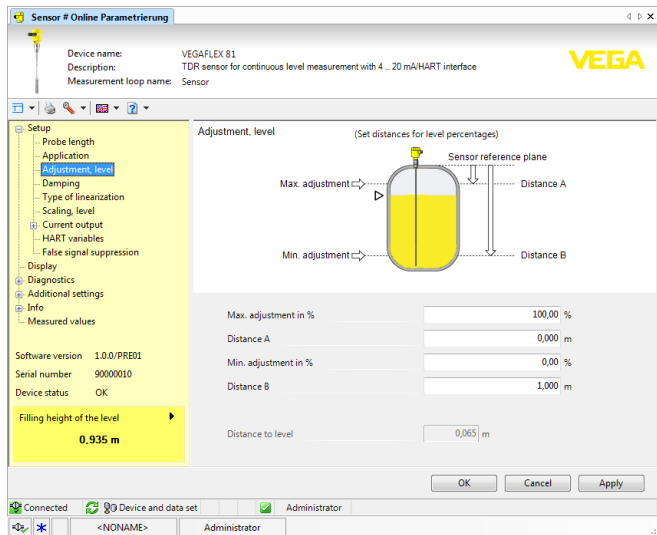 Sensor # Online Parametrierung
Device name: VEGAFLEX 81
Description: TDR sensor for continuous level measurement with 4 .. 20 mA/HART interface
Measurement loop name: Sensor
VEGA
Setup
Probe length
Application
Adjustment, level
Damping
Type of linearization
Scaling, level
Current output
HART variables
False signal suppression
Display
Diagnostics
Additional settings
Info
Measured values
Software version 1.0.0/PRE01
Serial number 90000010
Device status OK
Filling height of the level
0,935 m
Adjustment, level (Set distances for level percentages)
Sensor reference plane
Max. adjustment Distance A
Min. adjustment Distance B
Max. adjustment in % 100,00 %
Distance A 0,000 m
Min. adjustment in % 0,00 %
Distance B 1,000 m
Distance to level 0,065 m
OK Cancel Apply
Connected Device and data set Administrator
<NONAME> Administrator